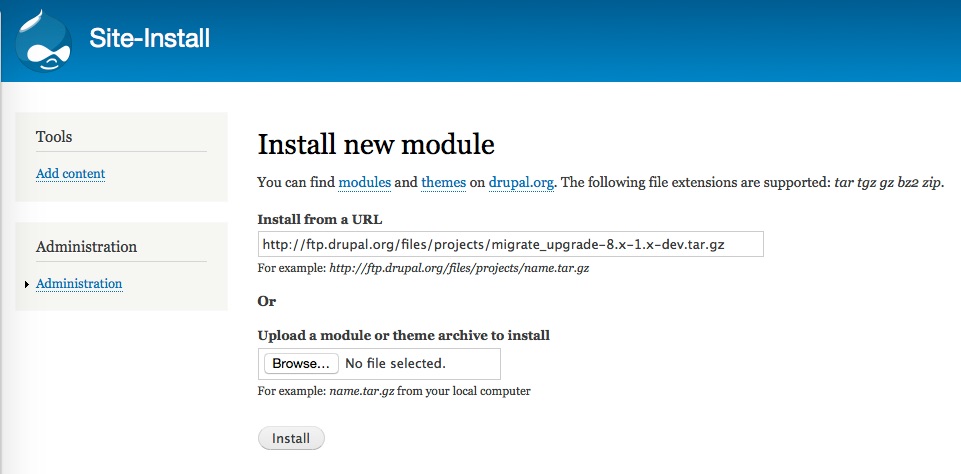 Site-Install
Tools
Add content
Administration
Administration
Install new module
You can find modules and themes on drupal.org. The following file extensions are supported: tar tgz gz bz2 zip.
Install from a URL
http://ftp.drupal.org/files/projects/migrate_upgrade-8.x-1.x-dev.tar.gz
For example: http://ftp.drupal.org/files/projects/name.tar.gz
Or
Upload a module or theme archive to install
Browse... No file selected.
For example: name.tar.gz from your local computer
Install